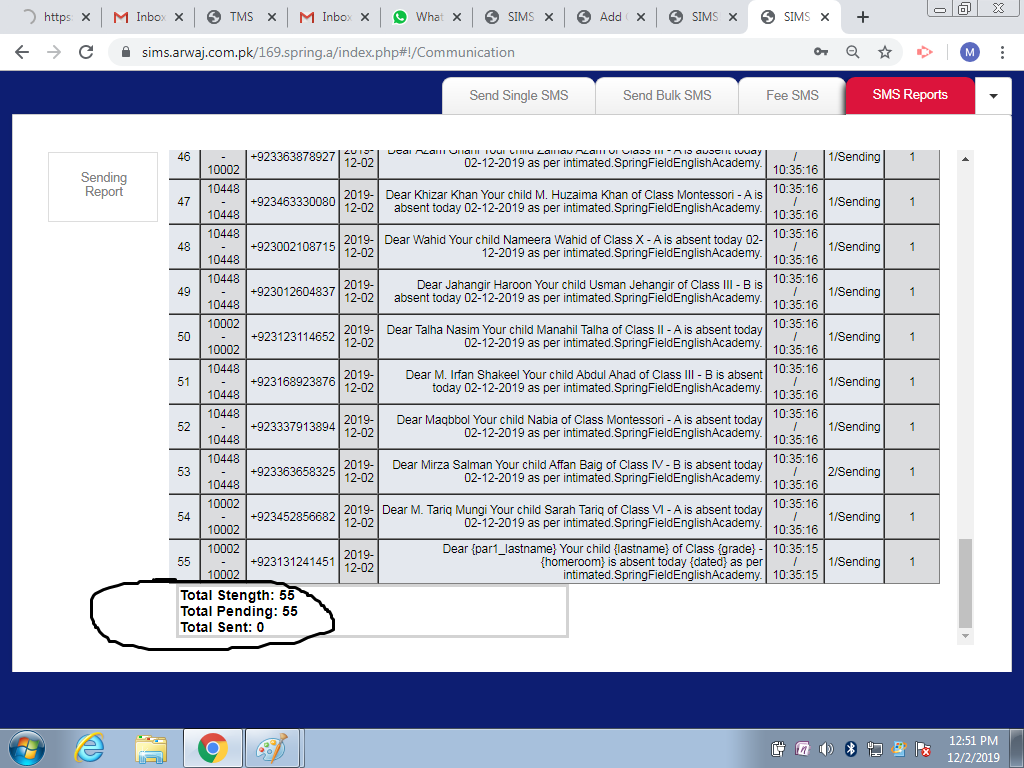 https:
Inbox
TMS
Inbox
What
SIMS
Add
SIMS
SIMS
sims.arwaj.com.pk/169.spring.a/index.php#!/Communication
M
Send Single SMS
Send Bulk SMS
Fee SMS
SMS Reports
Sending
Report
46 - 10002 +923363878927 2019-12-02 Dear Azam Ghani Your child Zainab Azam of Class III - A is absent today
02-12-2019 as per intimated.SpringFieldEnglishAcademy. / 10:35:16 1/Sending 1
47 10448 - 10448 +923463330080 2019-12-02 Dear Khizar Khan Your child M. Huzaima Khan of Class Montessori - A is
absent today 02-12-2019 as per intimated.SpringFieldEnglishAcademy. 10:35:16 / 10:35:16 1/Sending 1
48 10448 - 10448 +923002108715 2019-12-02 Dear Wahid Your child Nameera Wahid of Class X - A is absent today 02-
12-2019 as per intimated.SpringFieldEnglishAcademy. 10:35:16 / 10:35:16 1/Sending 1
49 10448 - 10448 +923012604837 2019-12-02 Dear Jahangir Haroon Your child Usman Jehangir of Class III - B is
absent today 02-12-2019 as per intimated.SpringFieldEnglishAcademy. 10:35:16 / 10:35:16 1/Sending 1
50 10002 - 10002 +923123114652 2019-12-02 Dear Talha Nasim Your child Manahil Talha of Class II - A is absent today
02-12-2019 as per intimated.SpringFieldEnglishAcademy. 10:35:16 / 10:35:16 1/Sending 1
51 10448 - 10448 +923168923876 2019-12-02 Dear M. Irfan Shakeel Your child Abdul Ahad of Class III - B is absent
today 02-12-2019 as per intimated.SpringFieldEnglishAcademy. 10:35:16 / 10:35:16 1/Sending 1
52 10448 - 10448 +923337913894 2019-12-02 Dear Maqbbol Your child Nabia of Class Montessori - A is absent today
02-12-2019 as per intimated.SpringFieldEnglishAcademy. 10:35:16 / 10:35:16 1/Sending 1
53 10448 - 10448 +923363658325 2019-12-02 Dear Mirza Salman Your child Affan Baig of Class IV - B is absent today
02-12-2019 as per intimated.SpringFieldEnglishAcademy. 10:35:16 / 10:35:16 2/Sending 1
54 10002 - 10002 +923452856682 2019-12-02 Dear M. Tariq Mungi Your child Sarah Tariq of Class VI - A is absent today
02-12-2019 as per intimated.SpringFieldEnglishAcademy. 10:35:16 / 10:35:16 1/Sending 1
55 10002 - 10002 +923131241451 2019-12-02 Dear {par1_lastname} Your child {lastname} of Class {grade} -
{homeroom} is absent today {dated} as per
intimated.SpringFieldEnglishAcademy. 10:35:15 / 10:35:15 1/Sending 1
Total Stength: 55
Total Pending: 55
Total Sent: 0
12:51 PM
12/2/2019